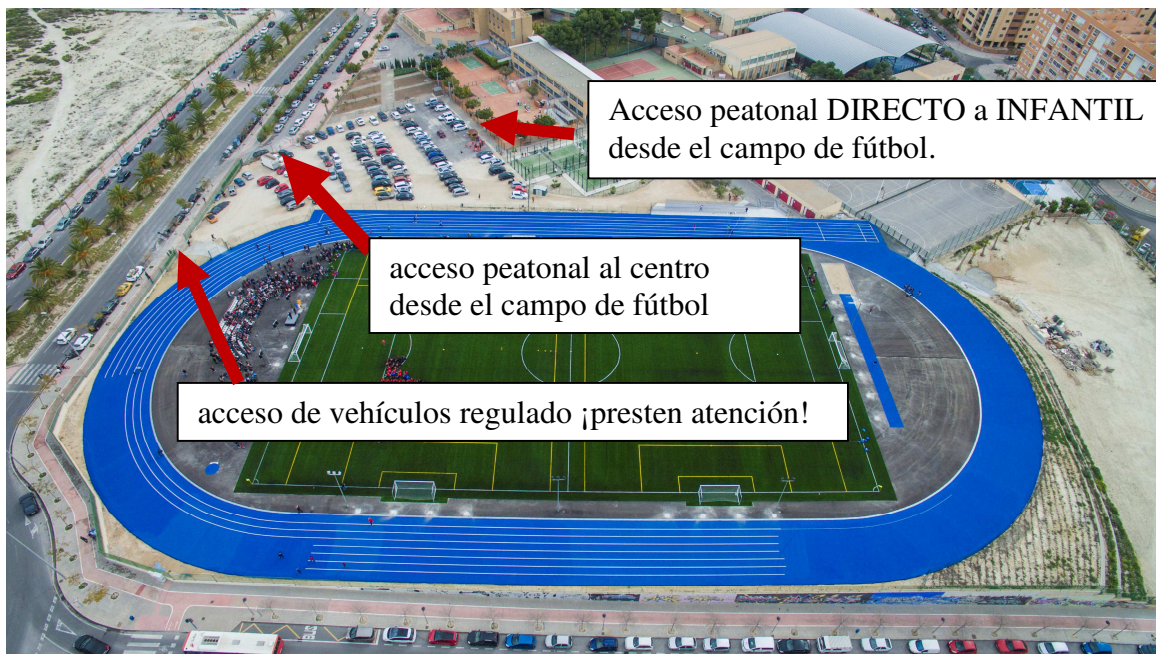 Acceso peatonal DIRECTO a INFANTIL
desde el campo de fútbol.
acceso peatonal al centro
desde el campo de fútbol
acceso de vehículos regulado ¡presten atención!
BUS